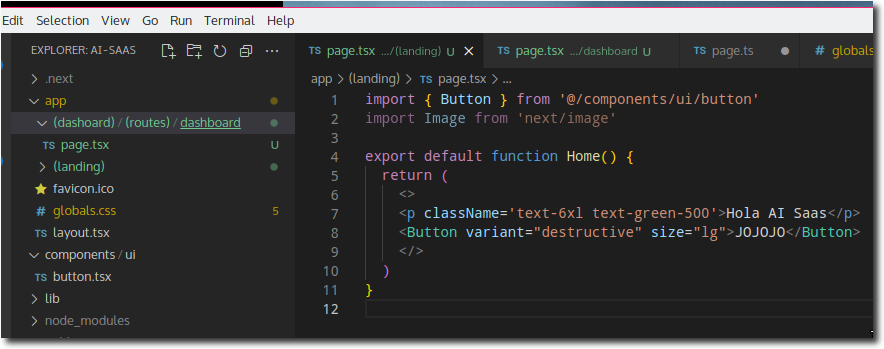 Edit Selection View Go Run Terminal Help
EXPLORER: AI-SAAS ...
TS page.tsx .../(landing) U × TS page.tsx .../dashboard U TS page.ts ● # globals
.next
app > (landing) > TS page.tsx > ...
app
(dashoard) / (routes) / dashboard
TS page.tsx U
(landing)
favicon.ico
# globals.css 5
TS layout.tsx
components / ui
TS button.tsx
lib
node_modules
1 import { Button } from '@/components/ui/button'
2 import Image from 'next/image'
3
4 export default function Home() {
5 return (
6 <>
7 <p className='text-6xl text-green-500'>Hola AI Saas</p>
8 <Button variant="destructive" size="lg">JOJOJO</Button>
9 </>
10 )
11 }
12